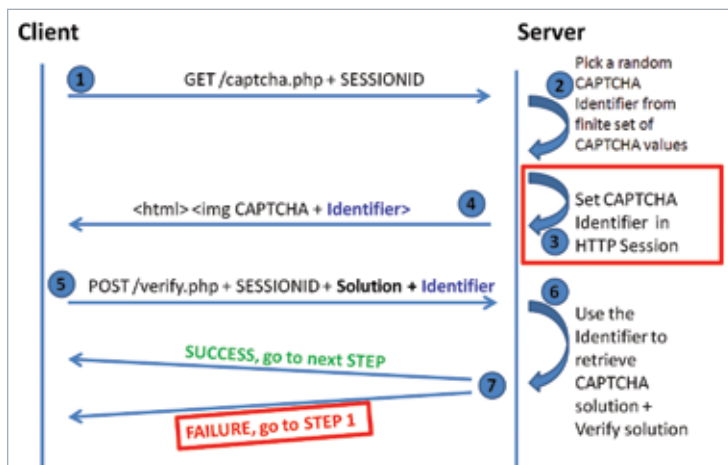 Client
Server
1
GET /captcha.php + SESSIONID
2
Pick a random
CAPTCHA
Identifier from
finite set of
CAPTCHA values
<html> <img CAPTCHA + Identifier>
4
Set CAPTCHA
Identifier in
HTTP Session
3
5
POST /verify.php + SESSIONID + Solution + Identifier
6
Use the
Identifier to
retrieve
CAPTCHA
solution +
Verify solution
SUCCESS, go to next STEP
7
FAILURE, go to STEP 1